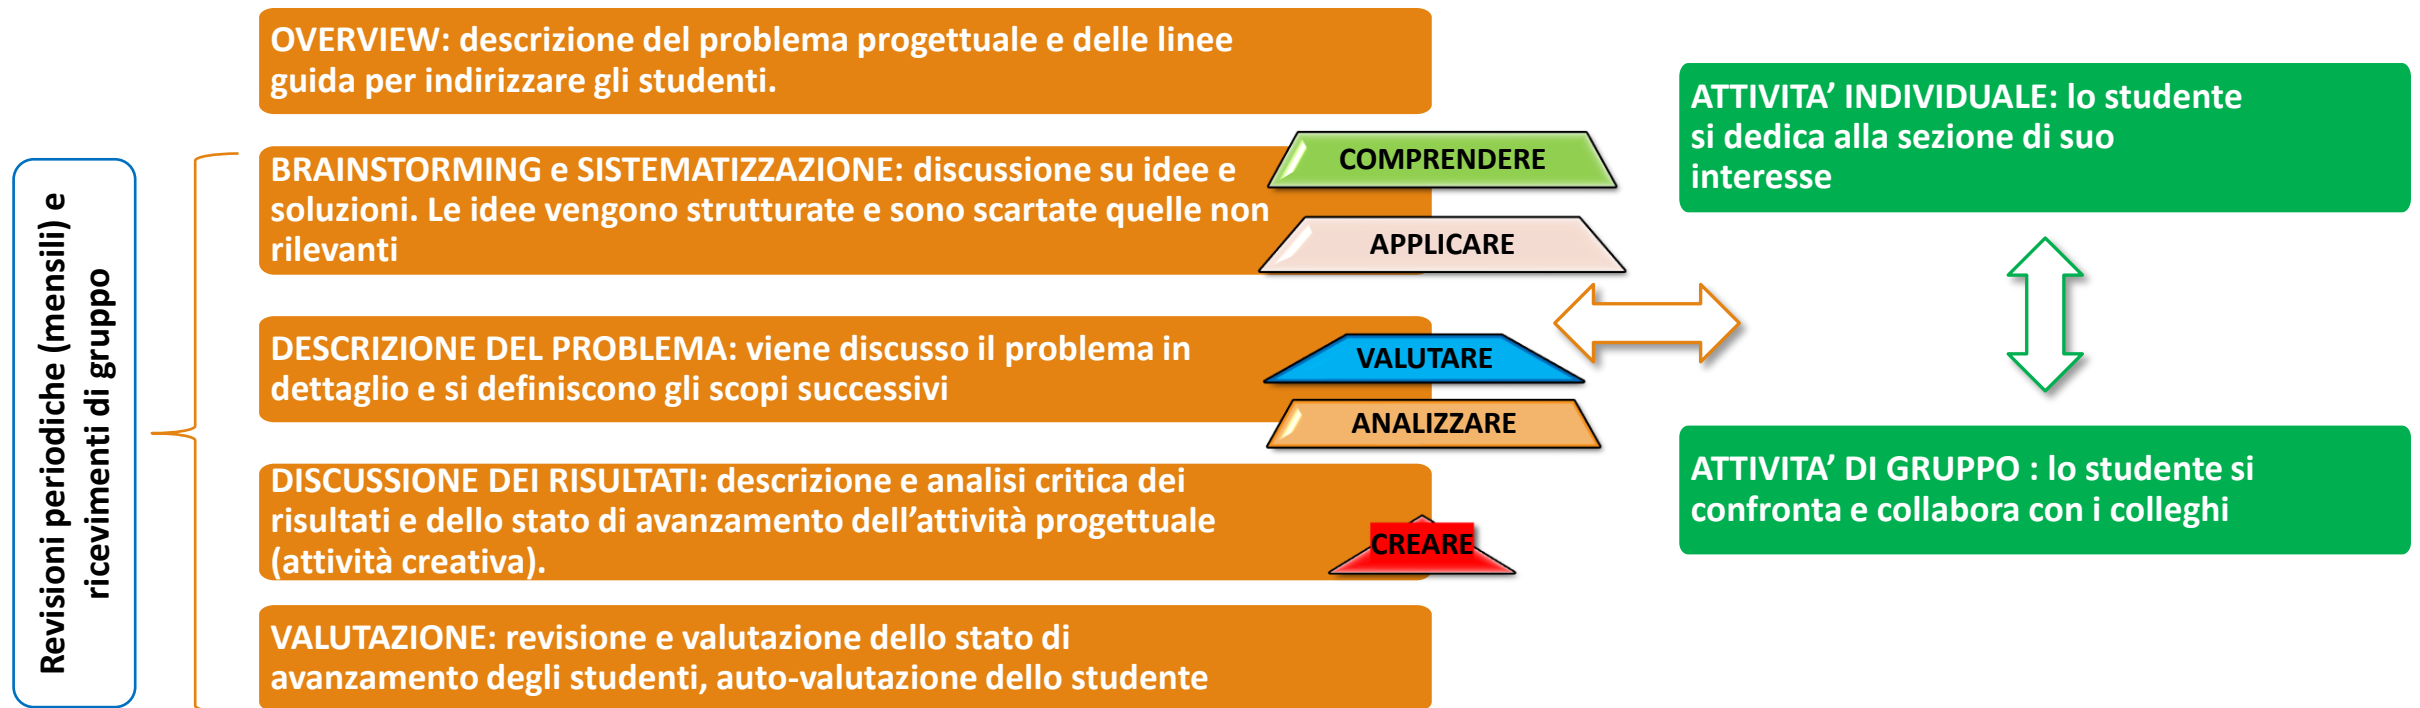 Revisioni periodiche (mensili) e
ricevimenti di gruppo
OVERVIEW: descrizione del problema progettuale e delle linee
guida per indirizzare gli studenti.
BRAINSTORMING e SISTEMATIZZAZIONE: discussione su idee e
soluzioni. Le idee vengono strutturate e sono scartate quelle non
rilevanti
COMPRENDERE
APPLICARE
DESCRIZIONE DEL PROBLEMA: viene discusso il problema in
dettaglio e si definiscono gli scopi successivi
VALUTARE
ANALIZZARE
DISCUSSIONE DEI RISULTATI: descrizione e analisi critica dei
risultati e dello stato di avanzamento dell’attività progettuale
(attività creativa).
CREARE
VALUTAZIONE: revisione e valutazione dello stato di
avanzamento degli studenti, auto-valutazione dello studente
ATTIVITA’ INDIVIDUALE: lo studente
si dedica alla sezione di suo
interesse
ATTIVITA’ DI GRUPPO : lo studente si
confronta e collabora con i colleghi